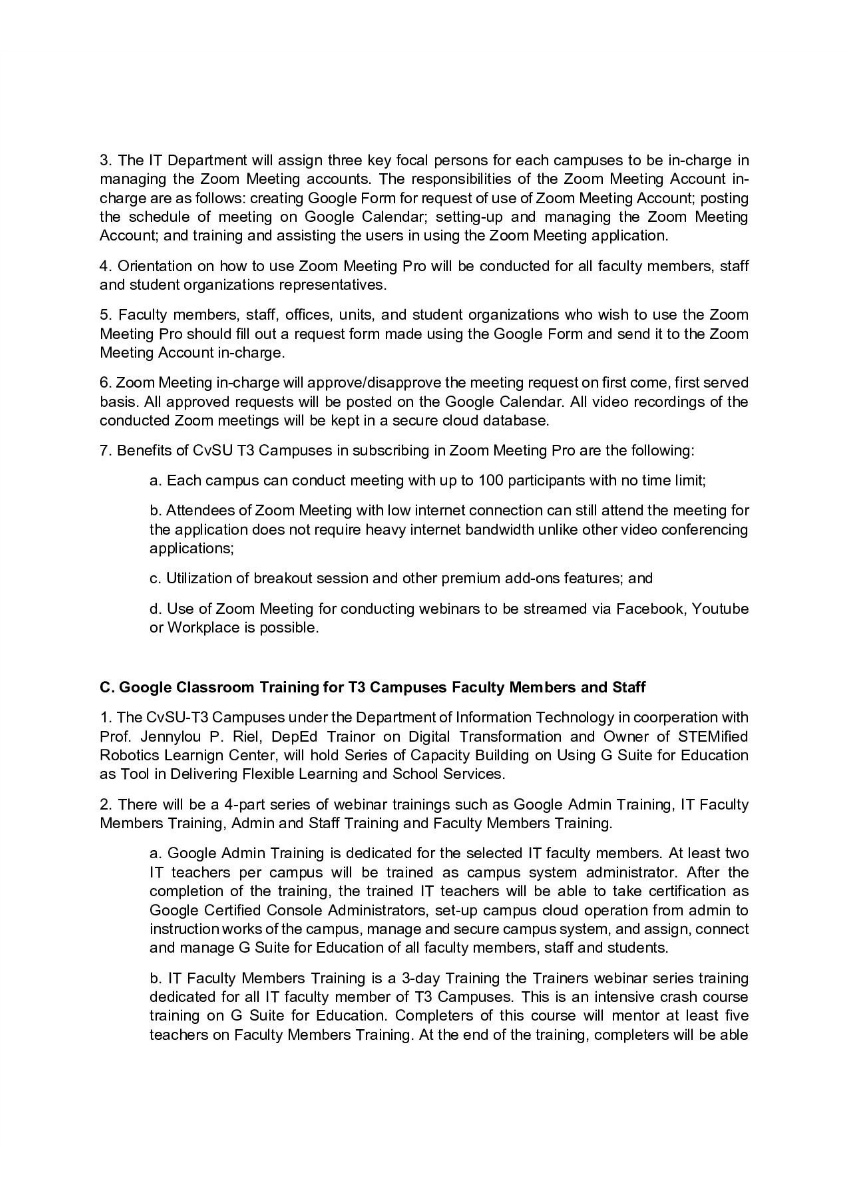 3. The IT Department will assign three key focal persons for each campuses to be in-charge in
managing the Zoom Meeting accounts. The responsibilities of the Zoom Meeting Account in-
charge are as follows: creating Google Form for request of use of Zoom Meeting Account; posting
the schedule of meeting on Google Calendar; setting-up and managing the Zoom Meeting
Account; and training and assisting the users in using the Zoom Meeting application.
4. Orientation on how to use Zoom Meeting Pro will be conducted for all faculty members, staff
and student organizations representatives.
5. Faculty members, staff, offices, units, and student organizations who wish to use the Zoom
Meeting Pro should fill out a request form made using the Google Form and send it to the Zoom
Meeting Account in-charge.
6. Zoom Meeting in-charge will approve/disapprove the meeting request on first come, first served
basis. All approved requests will be posted on the Google Calendar. All video recordings of the
conducted Zoom meetings will be kept in a secure cloud database.
7. Benefits of CvSU T3 Campuses in subscribing in Zoom Meeting Pro are the following:
a. Each campus can conduct meeting with up to 100 participants with no time limit;
b. Attendees of Zoom Meeting with low internet connection can still attend the meeting for
the application does not require heavy internet bandwidth unlike other video conferencing
applications;
c. Utilization of breakout session and other premium add-ons features; and
d. Use of Zoom Meeting for conducting webinars to be streamed via Facebook, Youtube
or Workplace is possible.
C. Google Classroom Training for T3 Campuses Faculty Members and Staff
1. The CvSU-T3 Campuses under the Department of Information Technology in coorperation with
Prof. Jennylou P. Riel, DepEd Trainor on Digital Transformation and Owner of STEMified
Robotics Learnign Center, will hold Series of Capacity Building on Using G Suite for Education
as Tool in Delivering Flexible Learning and School Services.
2. There will be a 4-part series of webinar trainings such as Google Admin Training, IT Faculty
Members Training, Admin and Staff Training and Faculty Members Training.
a. Google Admin Training is dedicated for the selected IT faculty members. At least two
IT teachers per campus will be trained as campus system administrator. After the
completion of the training, the trained IT teachers will be able to take certification as
Google Certified Console Administrators, set-up campus cloud operation from admin to
instruction works of the campus, manage and secure campus system, and assign, connect
and manage G Suite for Education of all faculty members, staff and students.
b. IT Faculty Members Training is a 3-day Training the Trainers webinar series training
dedicated for all IT faculty member of T3 Campuses. This is an intensive crash course
training on G Suite for Education. Completers of this course will mentor at least five
teachers on Faculty Members Training. At the end of the training, completers will be able